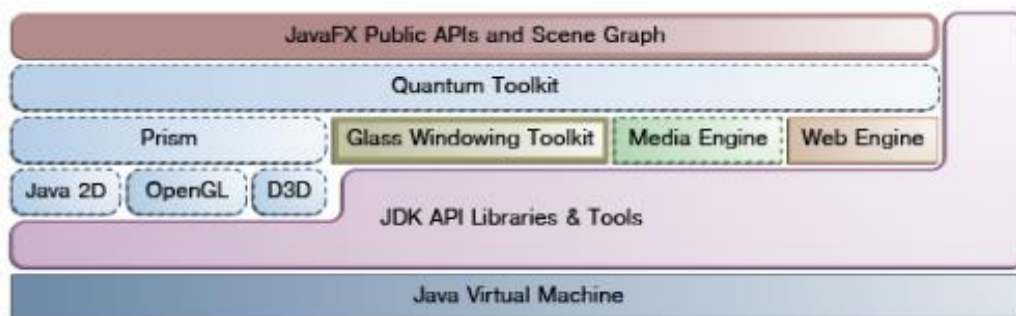 JavaFX Public APIs and Scene Graph
Quantum Toolkit
Prism
Glass Windowing Toolkit
Media Engine
Web Engine
Java 2D
OpenGL
D3D
JDK API Libraries & Tools
Java Virtual Machine